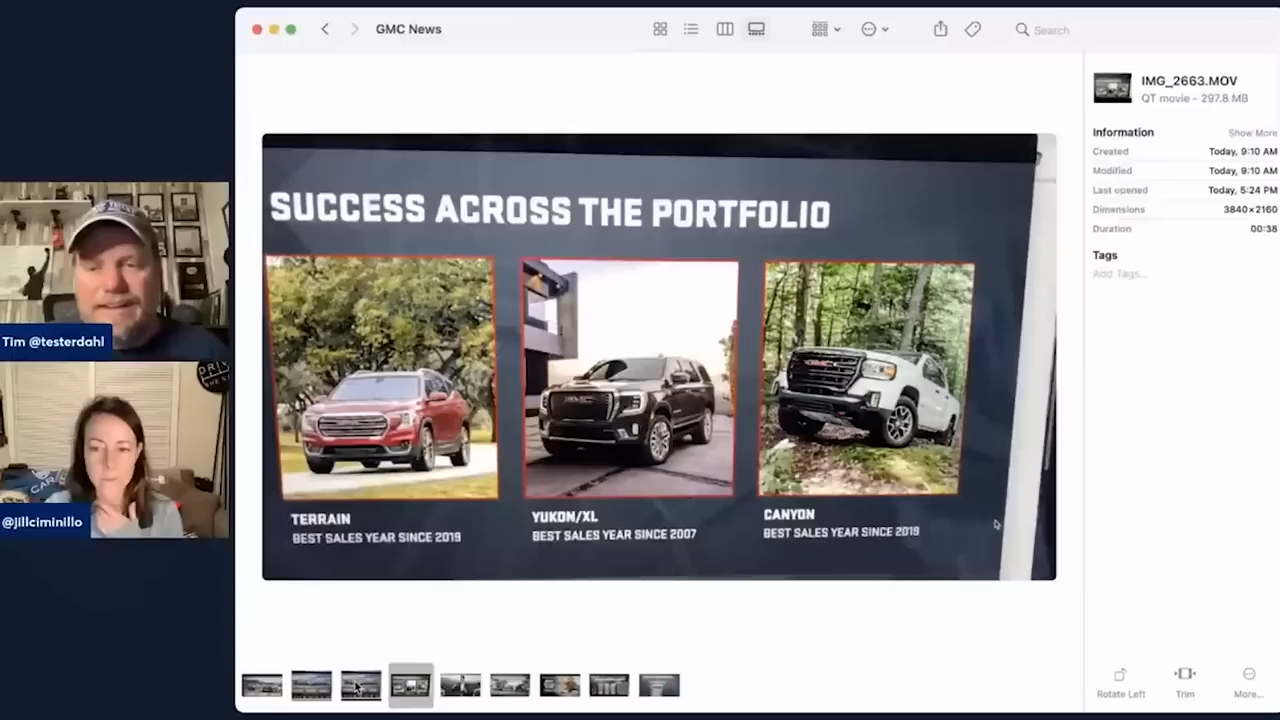 GMC News
Search
IMG_2663.MOV
QT movie - 297.8 MB
Information
Show More
Created
Today, 9:10 AM
Modified
Today, 9:10 AM
Last opened
Today, 5:24 PM
Dimensions
3840×2160
Duration
00:38
Tags
Add Tags...
SUCCESS ACROSS THE PORTFOLIO
GMC
TERRAIN
BEST SALES YEAR SINCE 2019
YUKON/XL
BEST SALES YEAR SINCE 2007
CANYON
BEST SALES YEAR SINCE 2019
Tim @testerdahl
@jillciminillo
Rotate Left
Trim
More...